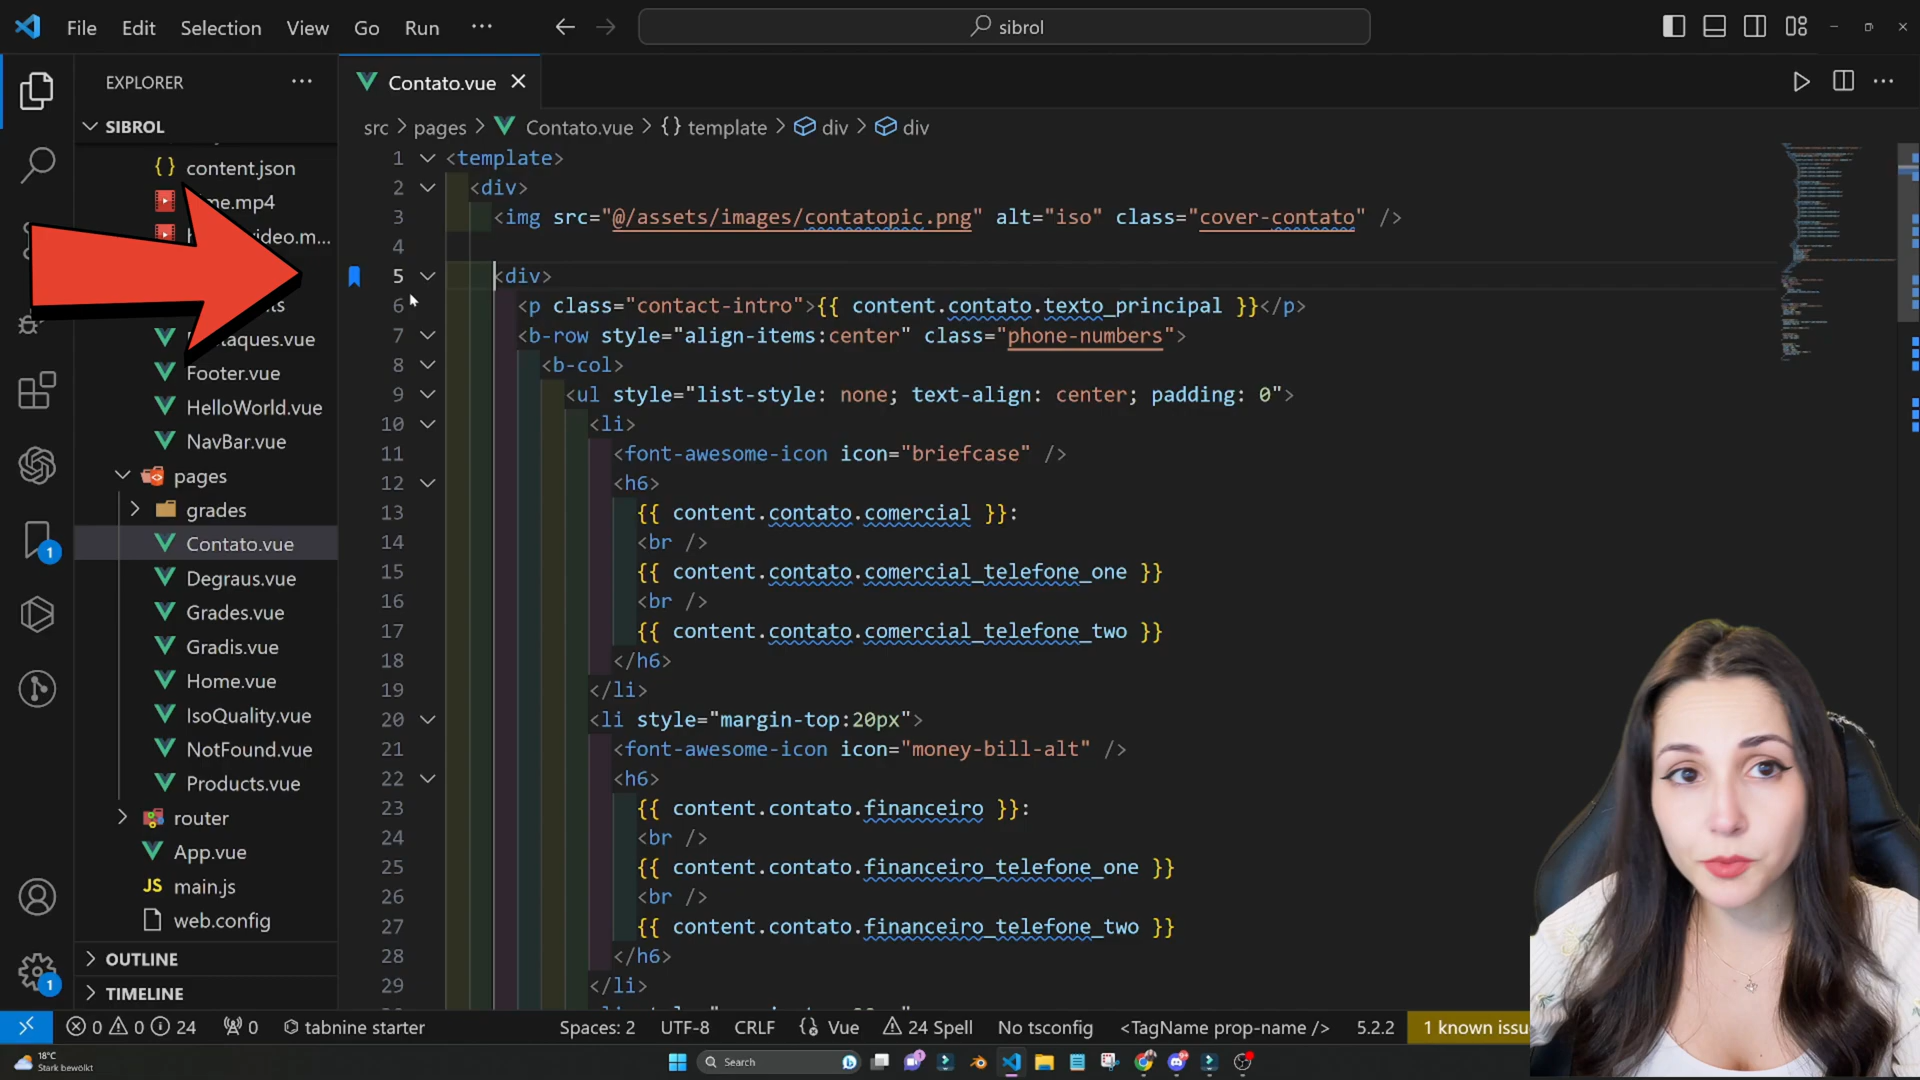 File Edit Selection View Go Run ··· sibrol
EXPLORER ···
Contato.vue
SIBROL
src > pages > Contato.vue > {} template > div > div
{} content.json
me.mp4
video.m...
ts
aques.vue
Footer.vue
HelloWorld.vue
NavBar.vue
pages
grades
Contato.vue
Degraus.vue
Grades.vue
Gradis.vue
Home.vue
IsoQuality.vue
NotFound.vue
Products.vue
router
App.vue
JS main.js
web.config
OUTLINE
TIMELINE
1
1
1 <template>
2 <div>
3 <img src="@/assets/images/contatopic.png" alt="iso" class="cover-contato" />
4
5 <div>
6 <p class="contact-intro">{{ content.contato.texto_principal }}</p>
7 <b-row style="align-items:center" class="phone-numbers">
8 <b-col>
9 <ul style="list-style: none; text-align: center; padding: 0">
10 <li>
11 <font-awesome-icon icon="briefcase" />
12 <h6>
13 {{ content.contato.comercial }}:
14 <br />
15 {{ content.contato.comercial_telefone_one }}
16 <br />
17 {{ content.contato.comercial_telefone_two }}
18 </h6>
19 </li>
20 <li style="margin-top:20px">
21 <font-awesome-icon icon="money-bill-alt" />
22 <h6>
23 {{ content.contato.financeiro }}:
24 <br />
25 {{ content.contato.financeiro_telefone_one }}
26 <br />
27 {{ content.contato.financeiro_telefone_two }}
28 </h6>
29 </li>
0 0 24 0 tabnine starter Spaces: 2 UTF-8 CRLF Vue 24 Spell No tsconfig <TagName prop-name /> 5.2.2 1 known issu
18°C
Stark bewölkt
Search